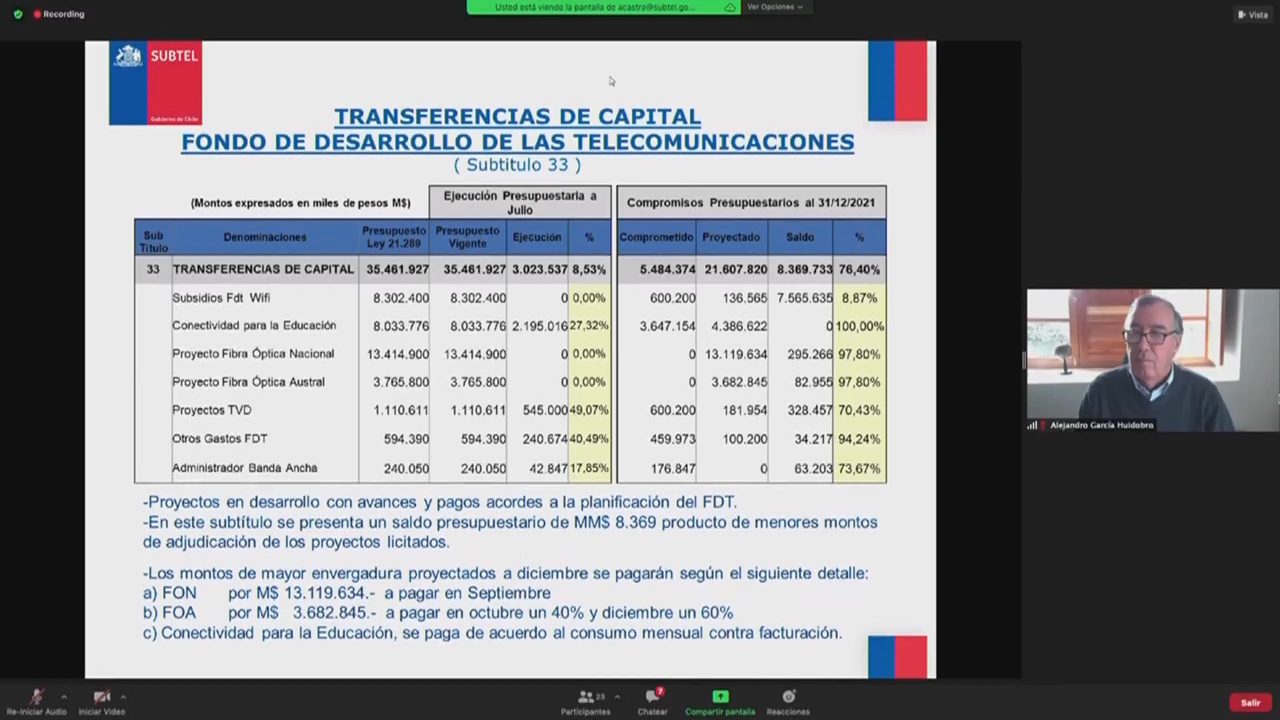 Recording
Usted está viendo la pantalla de acastro@subtel.go...
Ver Opciones
Vista
SUBTEL
Gobierno de Chile
TRANSFERENCIAS DE CAPITAL
FONDO DE DESARROLLO DE LAS TELECOMUNICACIONES
( Subtitulo 33 )
(Montos expresados en miles de pesos M$) Ejecución Presupuestaria a Julio Compromisos Presupuestarios al 31/12/2021
Sub Título Denominaciones Presupuesto Ley 21.289 Presupuesto Vigente Ejecución % Comprometido Proyectado Saldo %
33 TRANSFERENCIAS DE CAPITAL 35.461.927 35.461.927 3.023.537 8,53% 5.484.374 21.607.820 8.369.733 76,40%
Subsidios Fdt Wifi 8.302.400 8.302.400 0 0,00% 600.200 136.565 7.565.635 8,87%
Conectividad para la Educación 8.033.776 8.033.776 2.195.016 27,32% 3.647.154 4.386.622 0 100,00%
Proyecto Fibra Óptica Nacional 13.414.900 13.414.900 0 0,00% 0 13.119.634 295.266 97,80%
Proyecto Fibra Óptica Austral 3.765.800 3.765.800 0 0,00% 0 3.682.845 82.955 97,80%
Proyectos TVD 1.110.611 1.110.611 545.000 49,07% 600.200 181.954 328.457 70,43%
Otros Gastos FDT 594.390 594.390 240.674 40,49% 459.973 100.200 34.217 94,24%
Administrador Banda Ancha 240.050 240.050 42.847 17,85% 176.847 0 63.203 73,67%
-Proyectos en desarrollo con avances y pagos acordes a la planificación del FDT.
-En este subtítulo se presenta un saldo presupuestario de MM$ 8.369 producto de menores montos
de adjudicación de los proyectos licitados.
-Los montos de mayor envergadura proyectados a diciembre se pagarán según el siguiente detalle:
a) FON por M$ 13.119.634.- a pagar en Septiembre
b) FOA por M$ 3.682.845.- a pagar en octubre un 40% y diciembre un 60%
c) Conectividad para la Educación, se paga de acuerdo al consumo mensual contra facturación.
Alejandro García Huidobro
Re-Iniciar Audio
Iniciar Video
23
Participantes
7
Chatear
Compartir pantalla
Reacciones
Salir